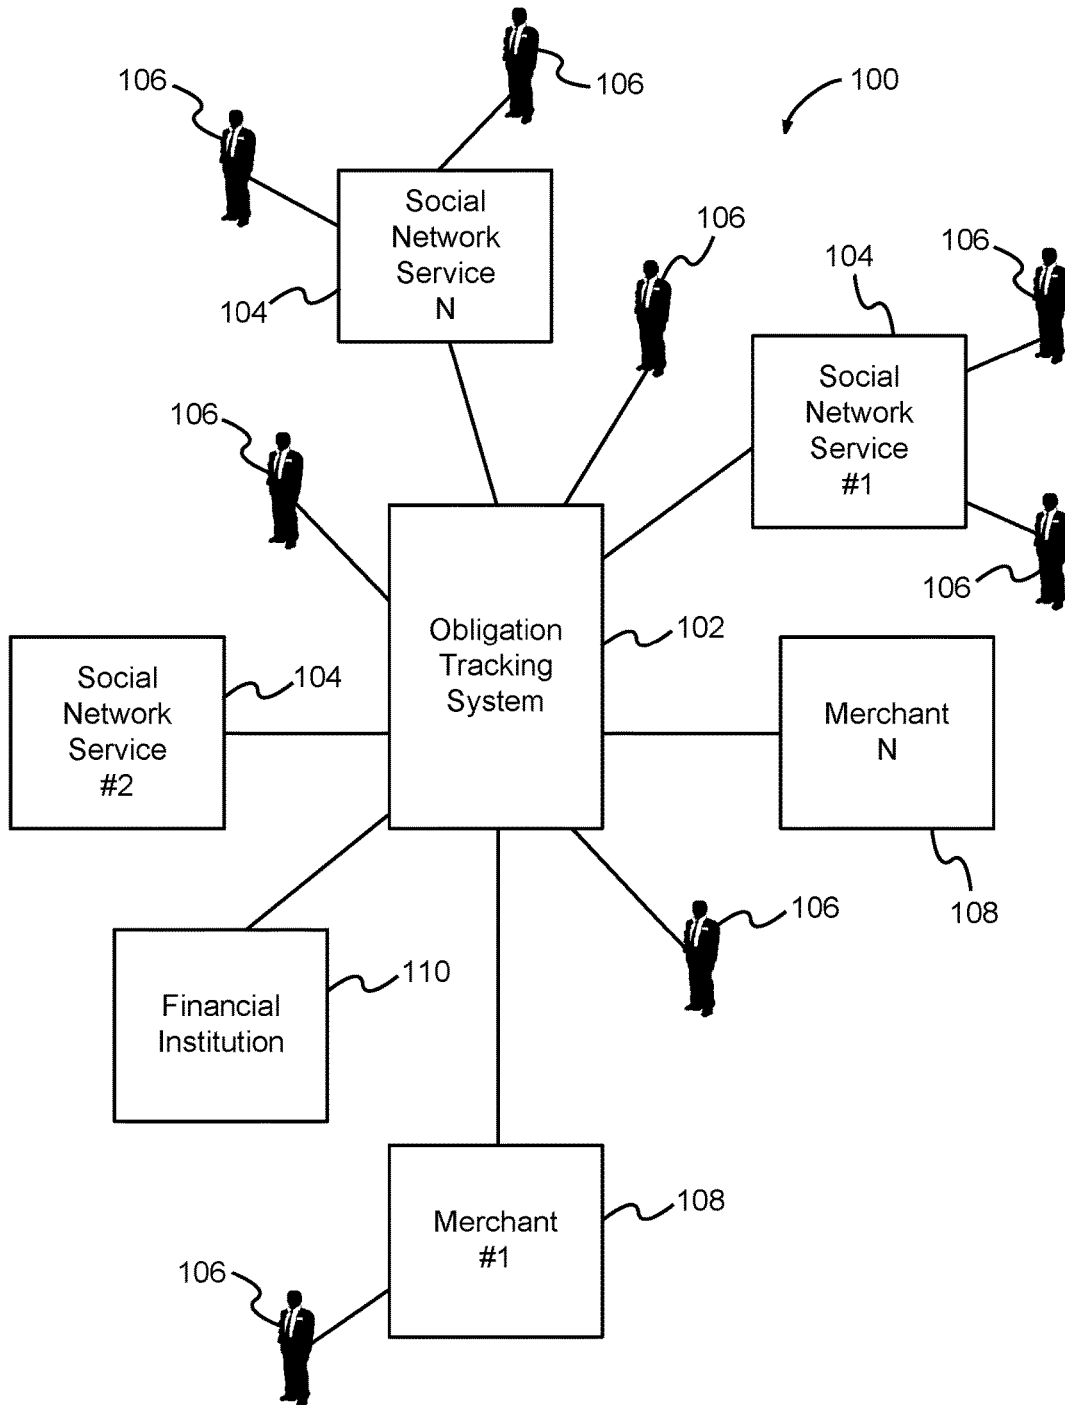 106
106
100
Social
Network
Service
N
104
106
104
106
Social
Network
Service
#1
106
106
Obligation
Tracking
System
102
Social
Network
Service
#2
104
Merchant
N
108
106
Financial
Institution
110
Merchant
#1
108
106